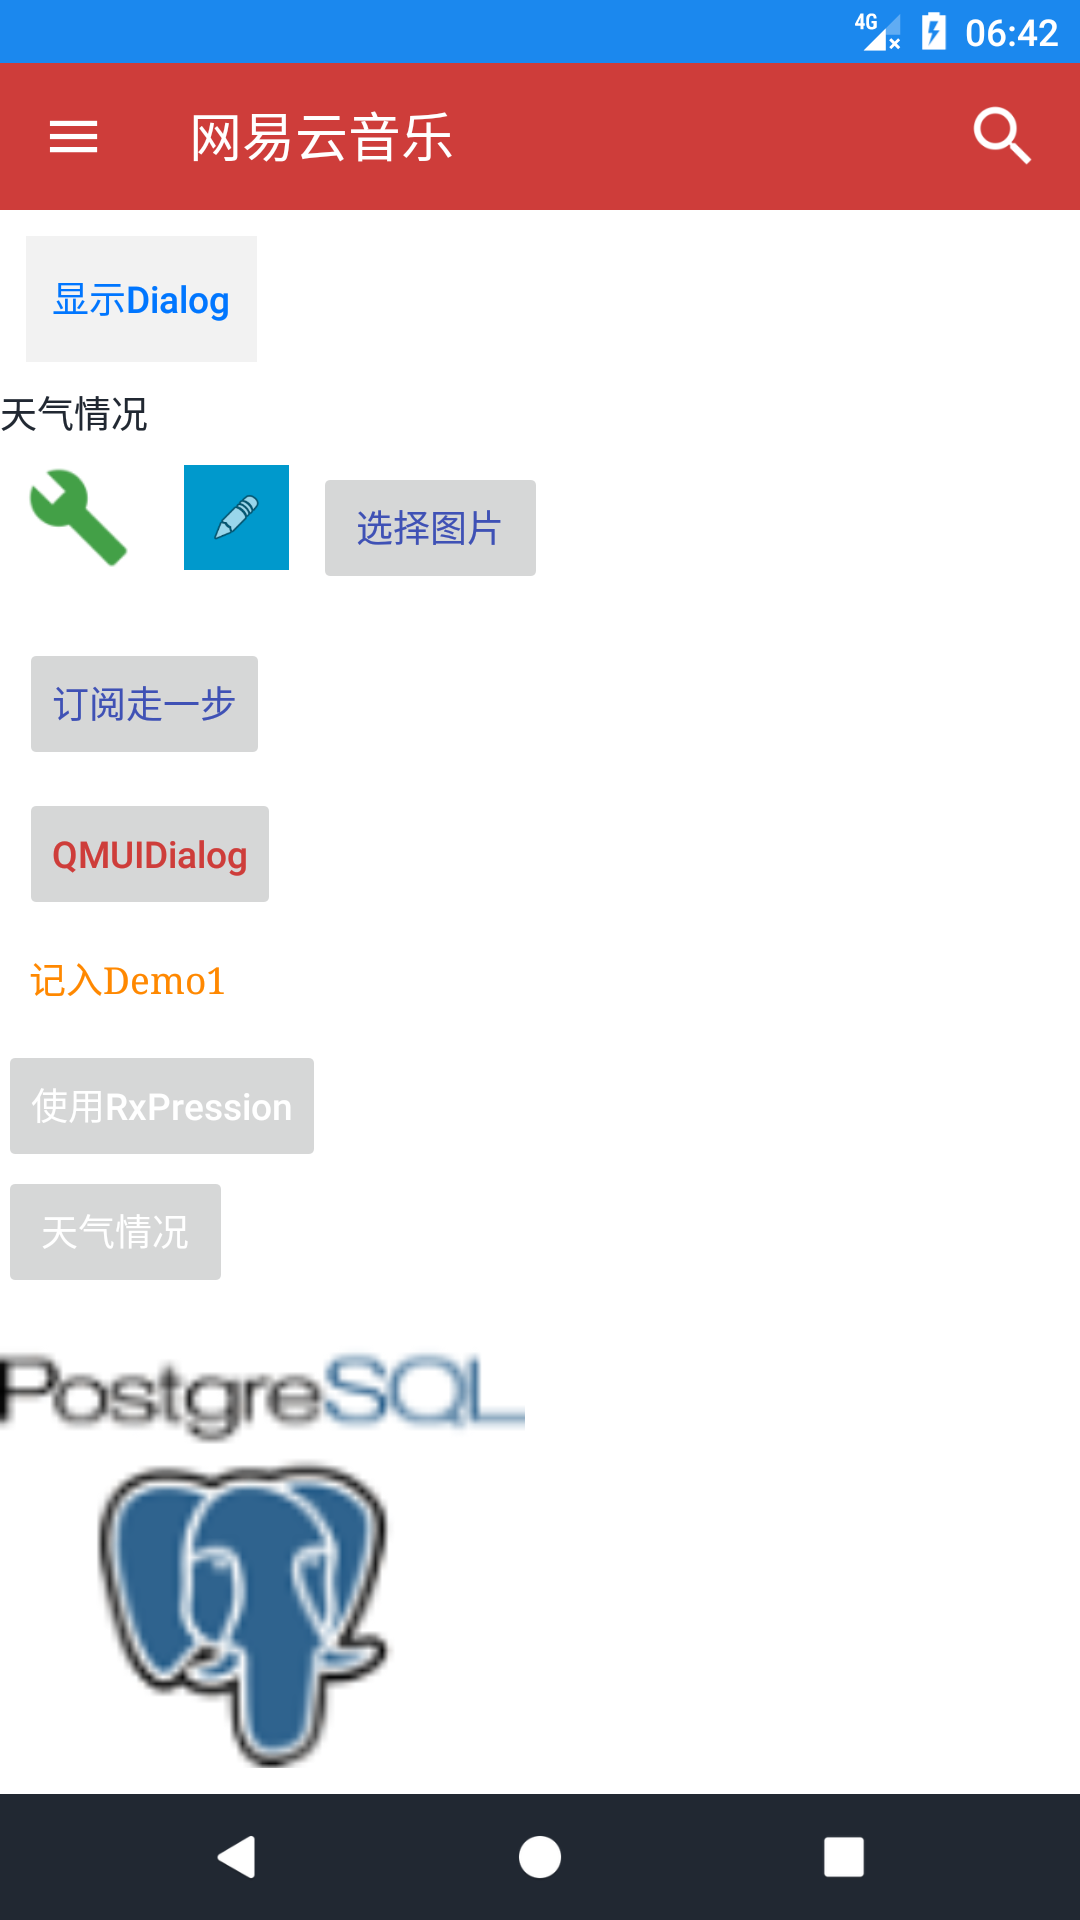 4G 06:42
网易云音乐
显示Dialog
天气情况
选择图片
订阅走一步
QMUIDialog
记入Demo1
使用RxPression
天气情况
PostgreSQL